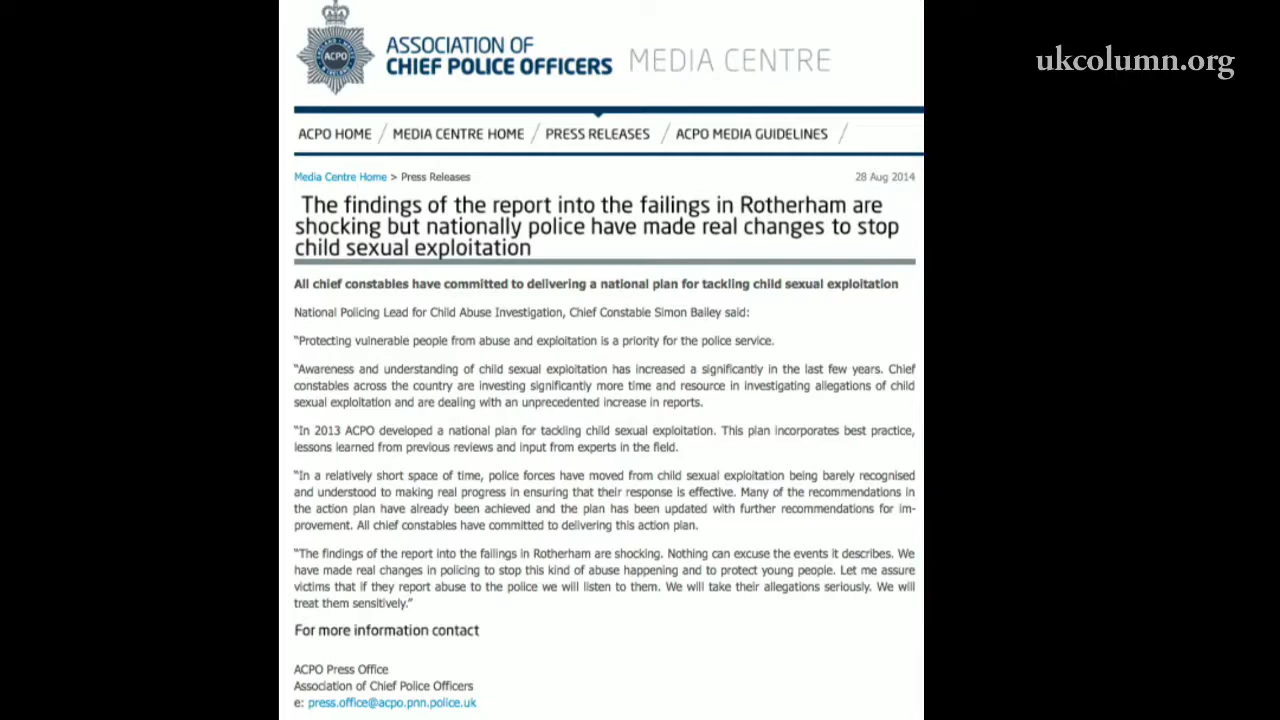 ukcolumn.org
ACPO
ASSOCIATION OF
CHIEF POLICE OFFICERS MEDIA CENTRE
ACPO HOME / MEDIA CENTRE HOME / PRESS RELEASES / ACPO MEDIA GUIDELINES /
Media Centre Home > Press Releases 28 Aug 2014
The findings of the report into the failings in Rotherham are
shocking but nationally police have made real changes to stop
child sexual exploitation
All chief constables have committed to delivering a national plan for tackling child sexual exploitation
National Policing Lead for Child Abuse Investigation, Chief Constable Simon Bailey said:
"Protecting vulnerable people from abuse and exploitation is a priority for the police service.
"Awareness and understanding of child sexual exploitation has increased a significantly in the last few years. Chief
constables across the country are investing significantly more time and resource in investigating allegations of child
sexual exploitation and are dealing with an unprecedented increase in reports.
"In 2013 ACPO developed a national plan for tackling child sexual exploitation. This plan incorporates best practice,
lessons learned from previous reviews and input from experts in the field.
"In a relatively short space of time, police forces have moved from child sexual exploitation being barely recognised
and understood to making real progress in ensuring that their response is effective. Many of the recommendations in
the action plan have already been achieved and the plan has been updated with further recommendations for im-
provement. All chief constables have committed to delivering this action plan.
"The findings of the report into the failings in Rotherham are shocking. Nothing can excuse the events it describes. We
have made real changes in policing to stop this kind of abuse happening and to protect young people. Let me assure
victims that if they report abuse to the police we will listen to them. We will take their allegations seriously. We will
treat them sensitively."
For more information contact
ACPO Press Office
Association of Chief Police Officers
e: press.office@acpo.pnn.police.uk